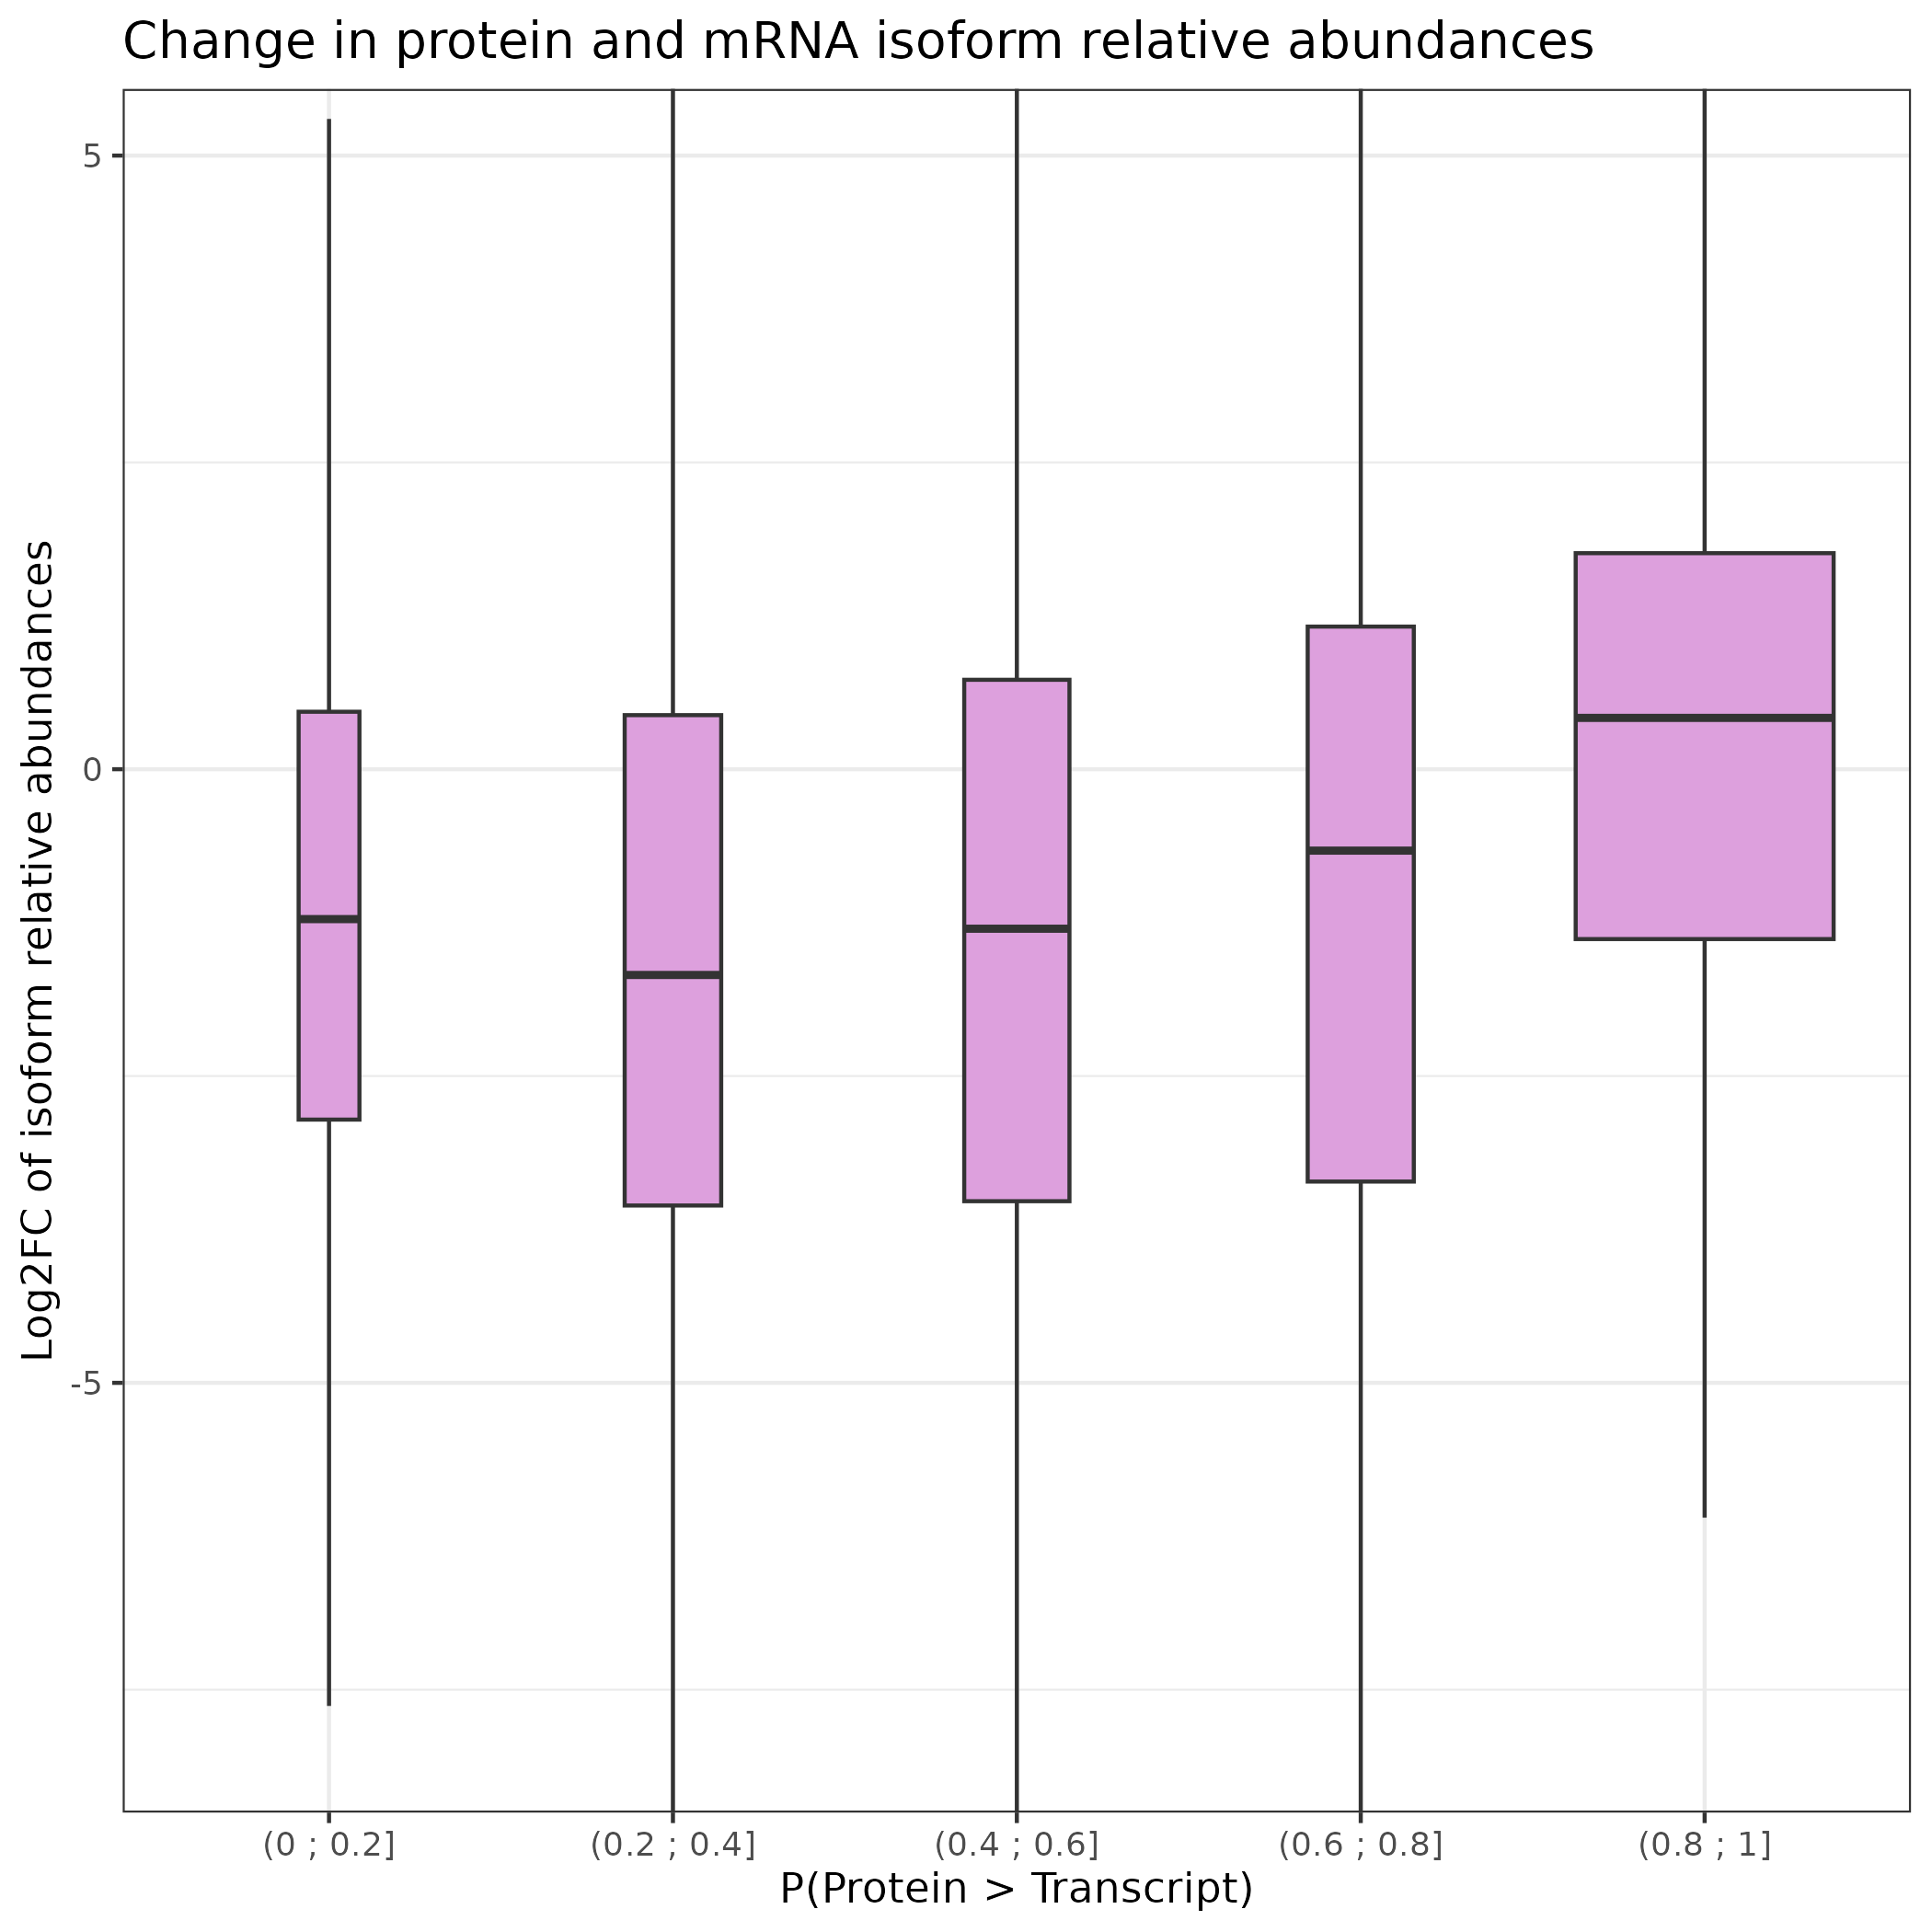 Change in protein and mRNA isoform relative abundances
Log2FC of isoform relative abundances
5
0
-5
(0 ; 0.2]
(0.2 ; 0.4]
(0.4 ; 0.6]
(0.6 ; 0.8]
(0.8 ; 1]
P(Protein > Transcript)